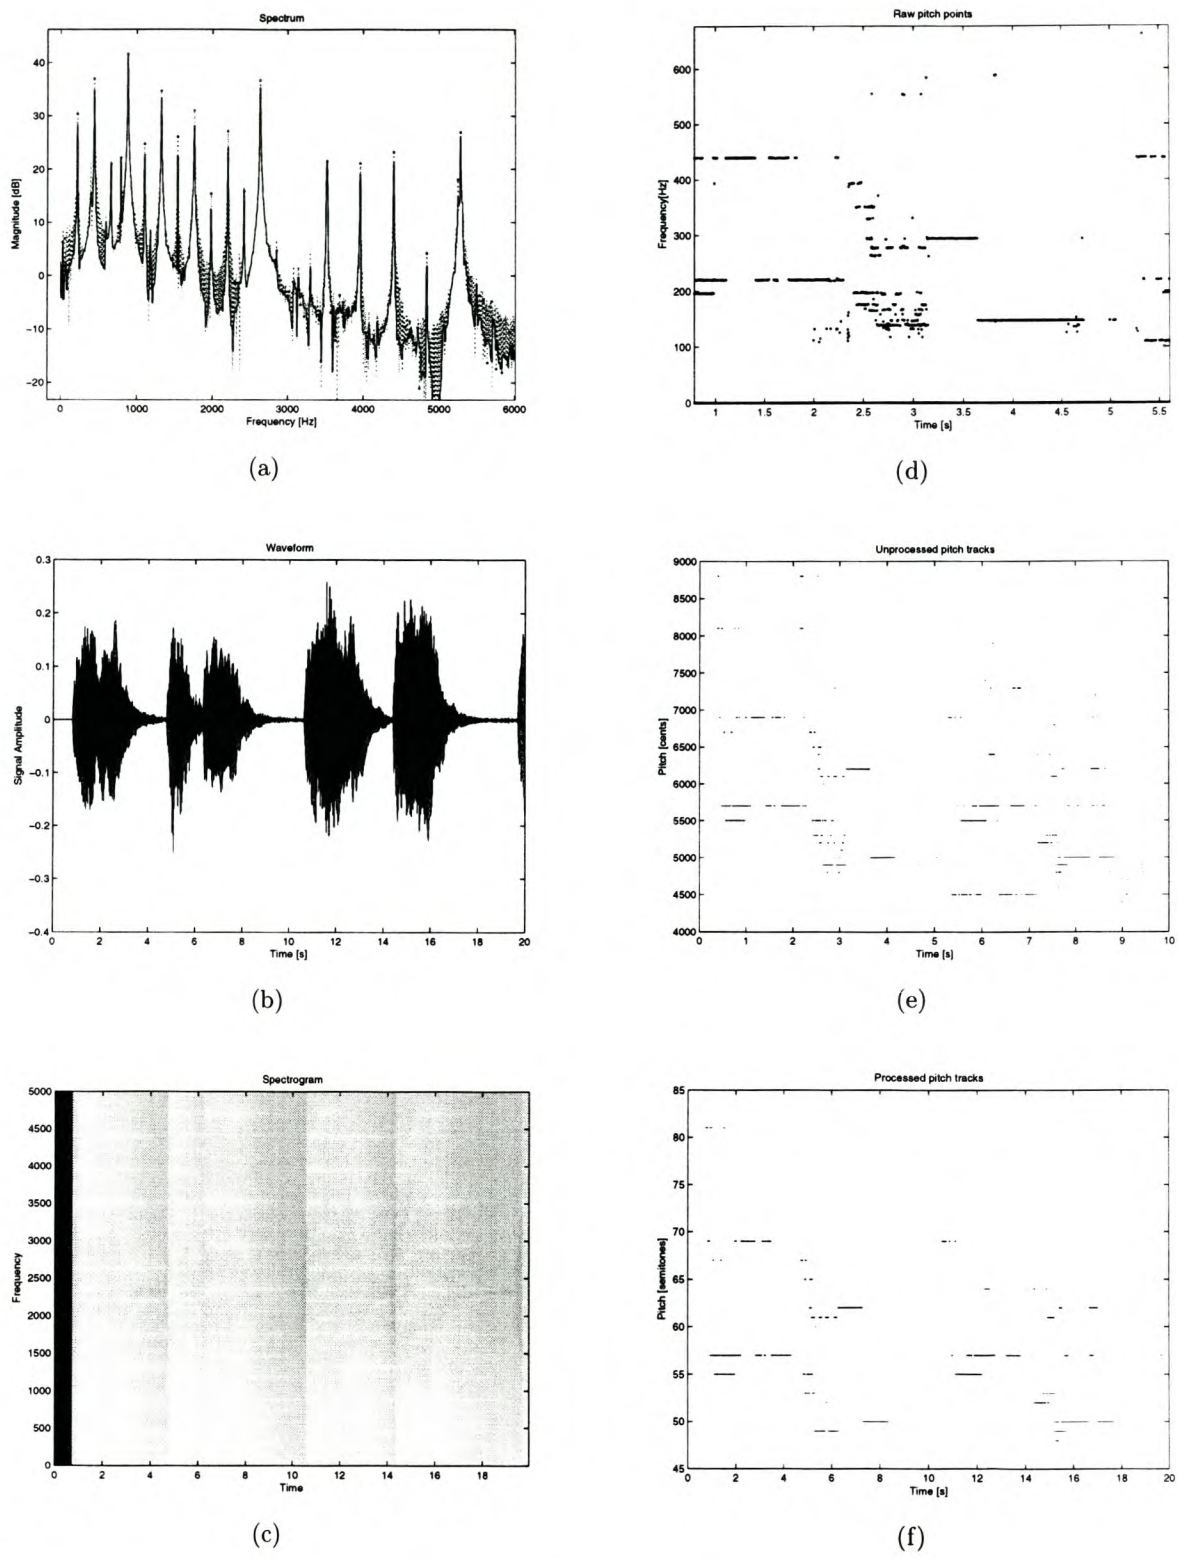 Spectrum
40
30
20
10
0
−10
−20
Magnitude [dB]
0 1000 2000 3000 4000 5000 6000
Frequency [Hz]
(a)
Waveform
0.3
0.2
0.1
0
−0.1
−0.2
−0.3
−0.4
Signal Amplitude
0 2 4 6 8 10 12 14 16 18 20
Time [s]
(b)
Spectrogram
5000
4500
4000
3500
3000
2500
2000
1500
1000
500
0
Frequency
0 2 4 6 8 10 12 14 16 18
Time
(c)
Raw pitch points
600
500
400
300
200
100
0
Frequency[Hz]
1 1.5 2 2.5 3 3.5 4 4.5 5 5.5
Time [s]
(d)
Unprocessed pitch tracks
9000
8500
8000
7500
7000
6500
6000
5500
5000
4500
4000
Pitch [cents]
0 1 2 3 4 5 6 7 8 9 10
Time [s]
(e)
Processed pitch tracks
85
80
75
70
65
60
55
50
45
Pitch [semitones]
0 2 4 6 8 10 12 14 16 18 20
Time [s]
(f)